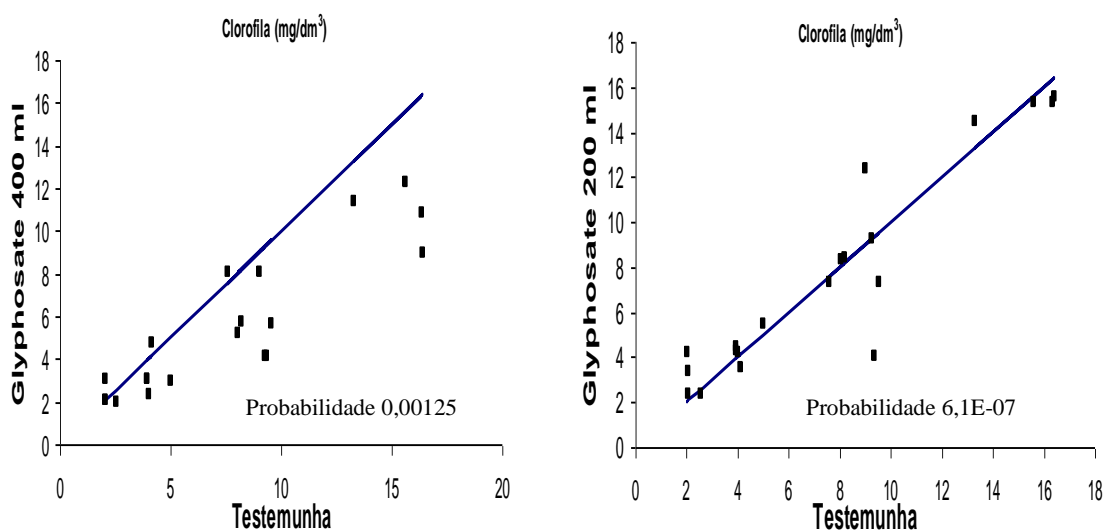 Clorofila (mg/dm³)
Glyphosate 400 ml
18
16
14
12
10
8
6
4
2
0
Probabilidade 0,00125
0 5 10 15 20
Testemunha
Clorofila (mg/dm³)
Glyphosate 200 ml
18
16
14
12
10
8
6
4
2
0
Probabilidade 6,1E-07
0 2 4 6 8 10 12 14 16 18
Testemunha